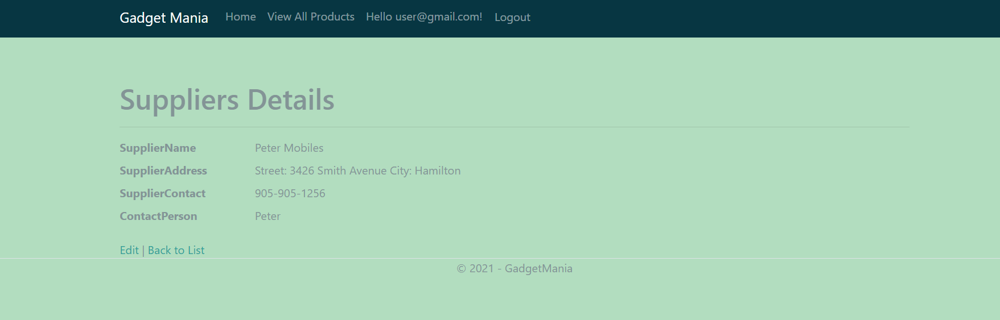 Gadget Mania Home View All Products Hello user@gmail.com! Logout
Suppliers Details
SupplierName Peter Mobiles
SupplierAddress Street: 3426 Smith Avenue City: Hamilton
SupplierContact 905-905-1256
ContactPerson Peter
Edit | Back to List
© 2021 - GadgetMania